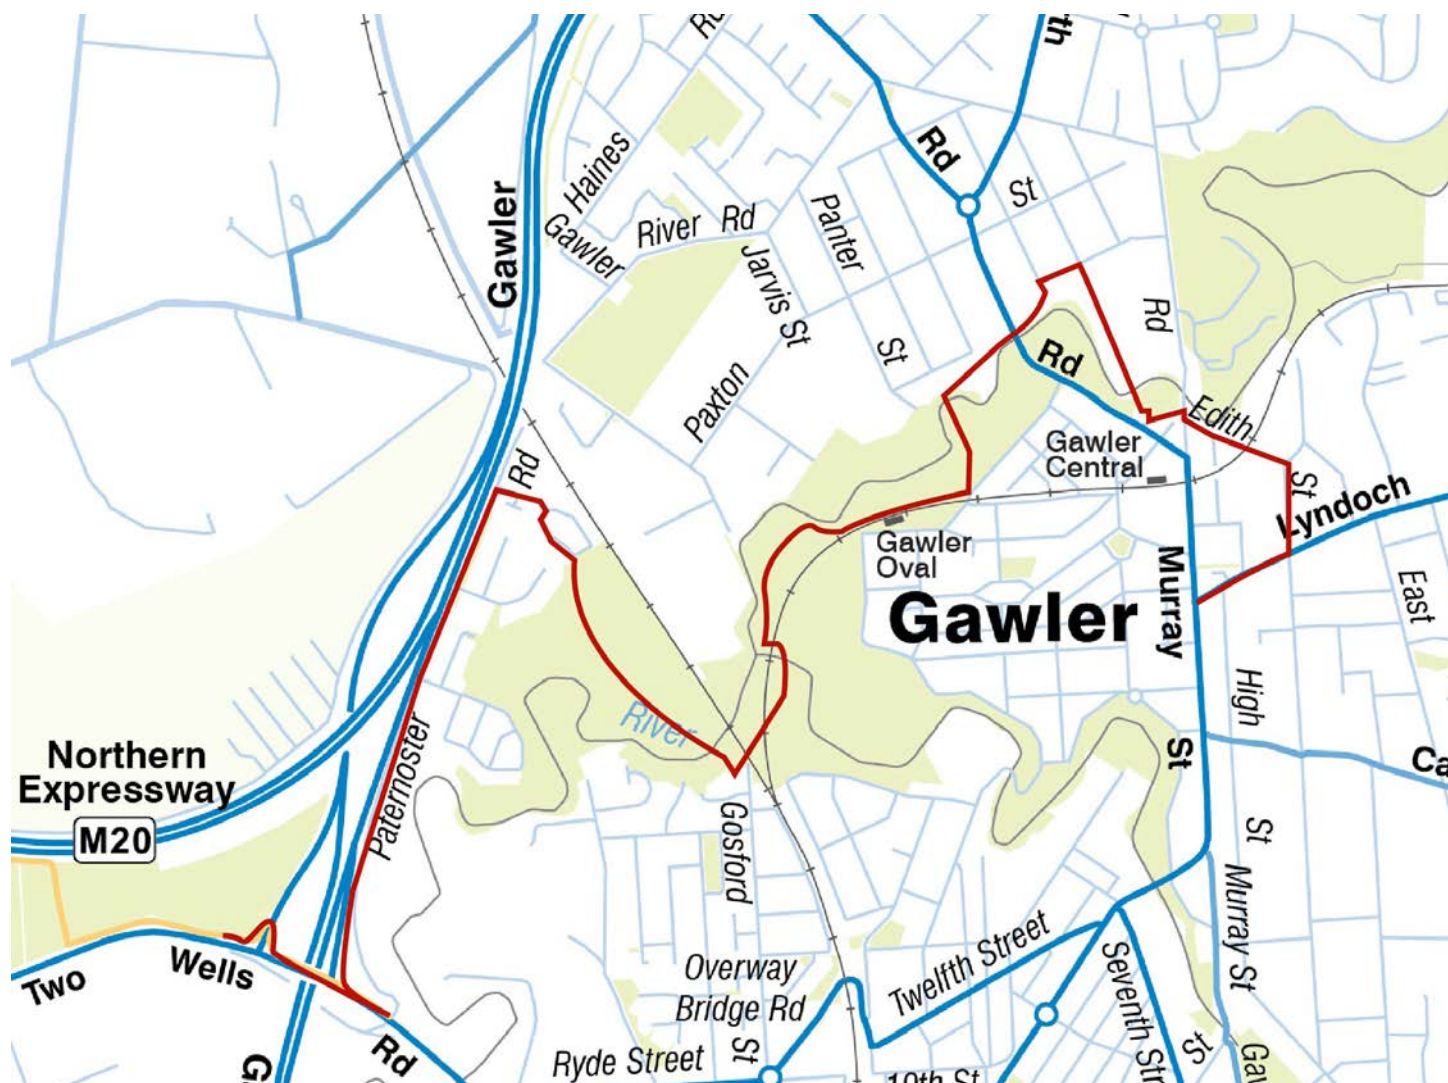 Rd
Haines
Gawler
Gawler
River Rd
Panter
St
St
Jarvis St
Paxton
Rd
Rd
Edith
St
Gawler
Central
Lyndoch
Rd
Gawler
Oval
Gawler
Murray
East
High
River
St
Paternoster
Northern
Expressway
M20
Gosford
St
Murray St
Two
Wells
Rd
Overway
Bridge Rd
Twelfth Street
Seventh
St
St
Ryde Street